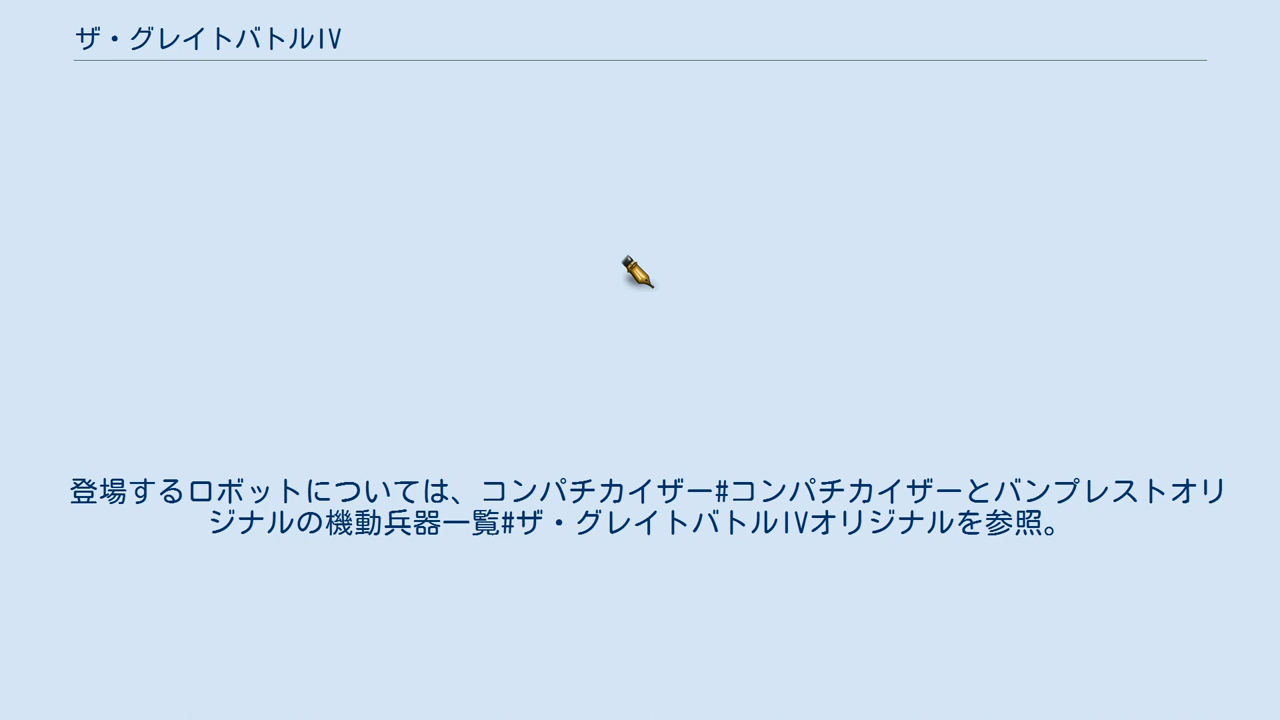 ザ・グレイトバトルIV
登場するロボットについては、コンパチカイザー#コンパチカイザーとバンプレストオリ
ジナルの機動兵器一覧#ザ・グレイトバトルIVオリジナルを参照。